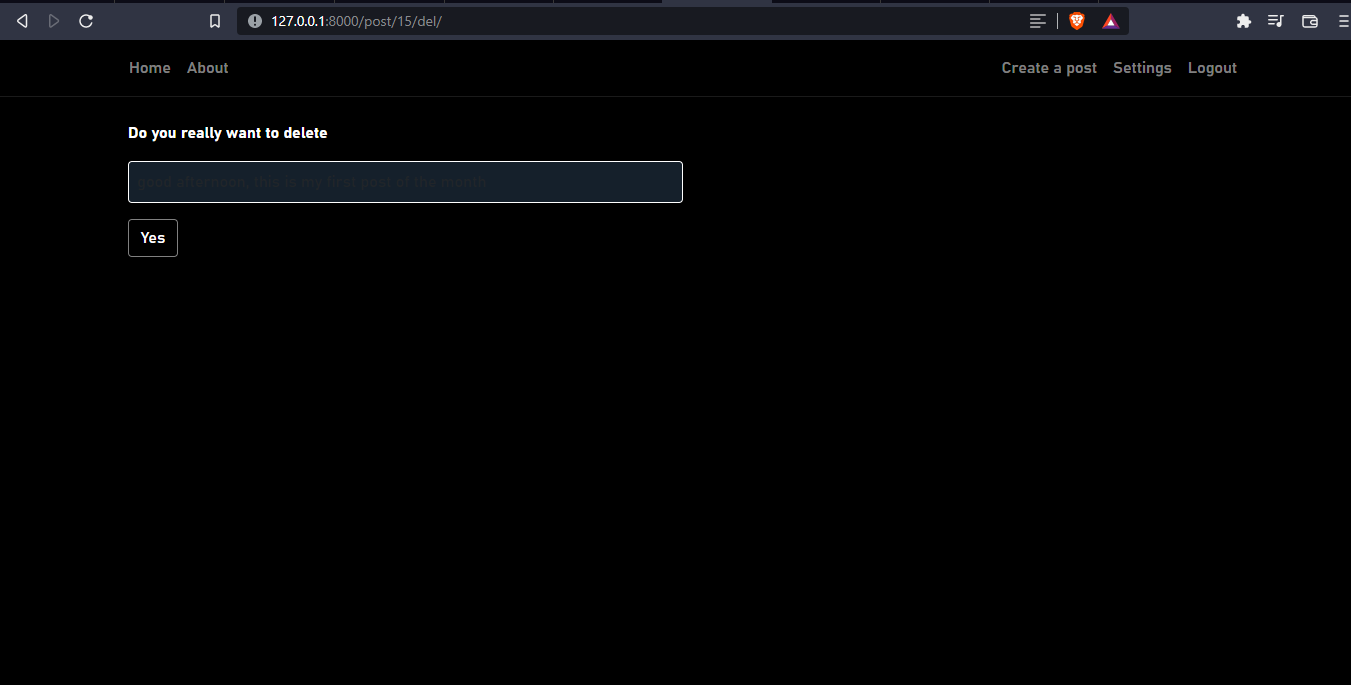 127.0.0.1:8000/post/15/del/
Home About Create a post Settings Logout
Do you really want to delete
good afternoon, this is my first post of the month
Yes